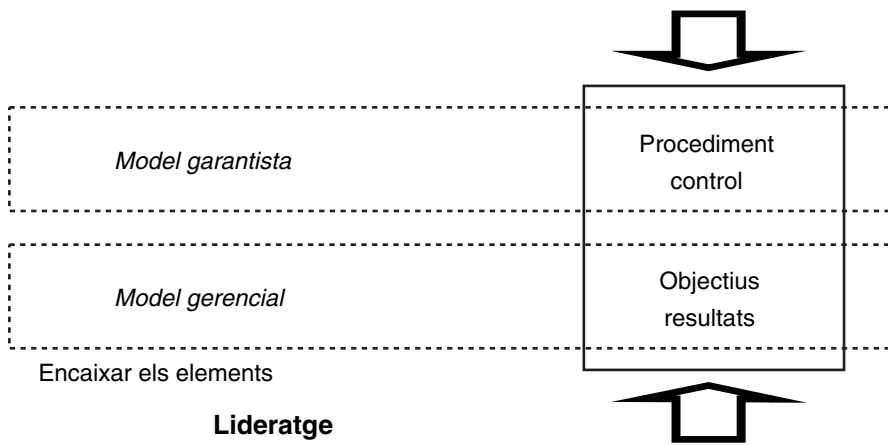 Model garantista
Procediment
control
Model gerencial
Objectius
resultats
Encaixar els elements
Lideratge